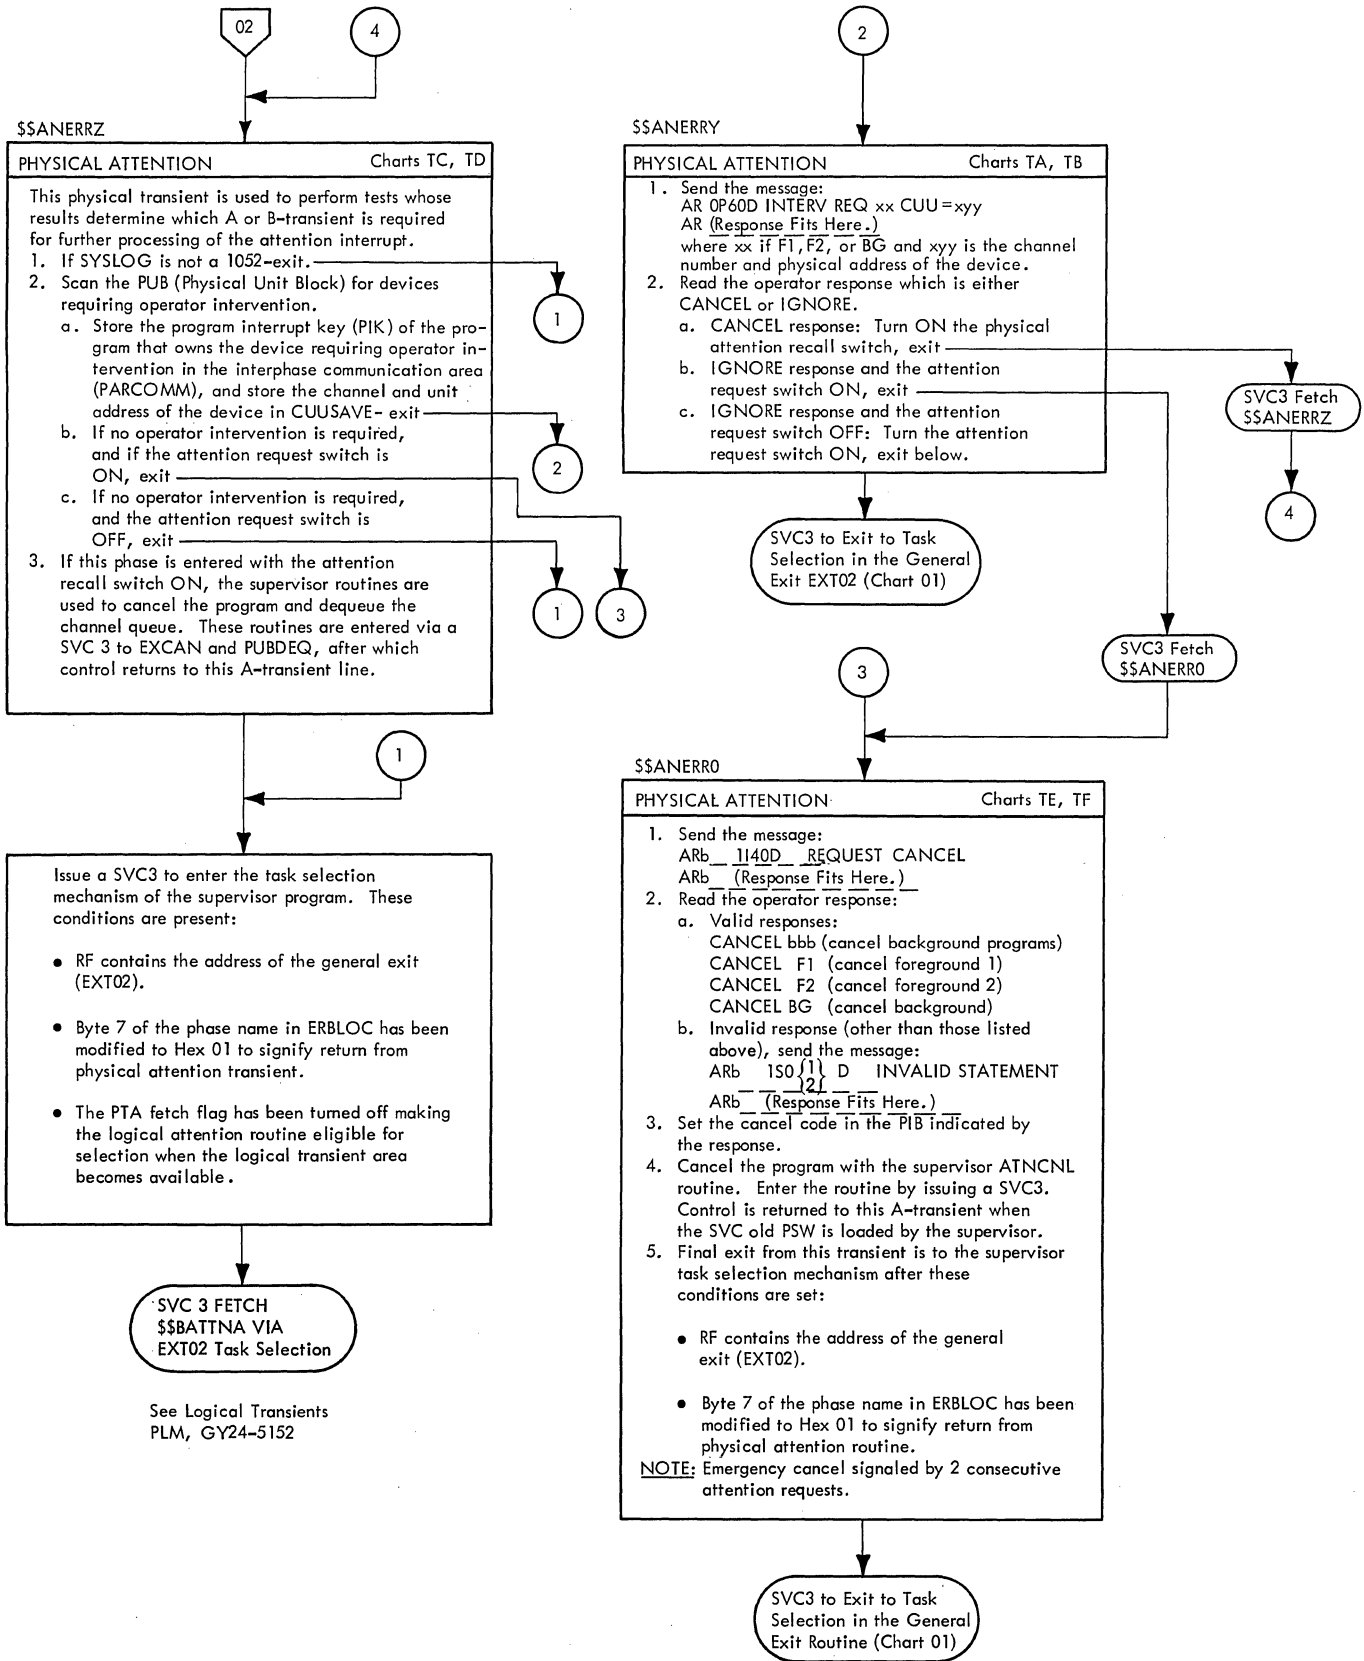 02
4
$$ANERRZ
PHYSICAL ATTENTION Charts TC, TD
This physical transient is used to perform tests whose
results determine which A or B-transient is required
for further processing of the attention interrupt.
1. If SYSLOG is not a 1052-exit.
2. Scan the PUB (Physical Unit Block) for devices
requiring operator intervention.
a. Store the program interrupt key (PIK) of the pro-
gram that owns the device requiring operator in-
tervention in the interphase communication area
(PARCOMM), and store the channel and unit
address of the device in CUUSAVE- exit
b. If no operator intervention is required,
and if the attention request switch is
ON, exit
c. If no operator intervention is required,
and the attention request switch is
OFF, exit
3. If this phase is entered with the attention
recall switch ON, the supervisor routines are
used to cancel the program and dequeue the
channel queue. These routines are entered via a
SVC 3 to EXCAN and PUBDEQ, after which
control returns to this A-transient line.
1
2
1
3
1
Issue a SVC3 to enter the task selection
mechanism of the supervisor program. These
conditions are present:
• RF contains the address of the general exit
(EXT02).
• Byte 7 of the phase name in ERBLOC has been
modified to Hex 01 to signify return from
physical attention transient.
• The PTA fetch flag has been turned off making
the logical attention routine eligible for
selection when the logical transient area
becomes available.
SVC 3 FETCH
$$BATTNA VIA
EXT02 Task Selection
See Logical Transients
PLM, GY24-5152
2
$$ANERRY
PHYSICAL ATTENTION Charts TA, TB
1. Send the message:
AR 0P60D INTERV REQ xx CUU=xyy
AR (Response Fits Here.)
where xx if F1, F2, or BG and xyy is the channel
number and physical address of the device.
2. Read the operator response which is either
CANCEL or IGNORE.
a. CANCEL response: Turn ON the physical
attention recall switch, exit
b. IGNORE response and the attention
request switch ON, exit
c. IGNORE response and the attention
request switch OFF: Turn the attention
request switch ON, exit below.
SVC3 Fetch
$$ANERRZ
4
SVC3 to Exit to Task
Selection in the General
Exit EXT02 (Chart 01)
SVC3 Fetch
$$ANERR0
3
$$ANERR0
PHYSICAL ATTENTION Charts TE, TF
1. Send the message:
ARb 1I40D REQUEST CANCEL
ARb (Response Fits Here.)
2. Read the operator response:
a. Valid responses:
CANCEL bbb (cancel background programs)
CANCEL F1 (cancel foreground 1)
CANCEL F2 (cancel foreground 2)
CANCEL BG (cancel background)
b. Invalid response (other than those listed
above), send the message:
ARb 1S0{1 2} D INVALID STATEMENT
ARb (Response Fits Here.)
3. Set the cancel code in the PIB indicated by
the response.
4. Cancel the program with the supervisor ATNCNL
routine. Enter the routine by issuing a SVC3.
Control is returned to this A-transient when
the SVC old PSW is loaded by the supervisor.
5. Final exit from this transient is to the supervisor
task selection mechanism after these
conditions are set:
• RF contains the address of the general
exit (EXT02).
• Byte 7 of the phase name in ERBLOC has been
modified to Hex 01 to signify return from
physical attention routine.
NOTE: Emergency cancel signaled by 2 consecutive
attention requests.
SVC3 to Exit to Task
Selection in the General
Exit Routine (Chart 01)